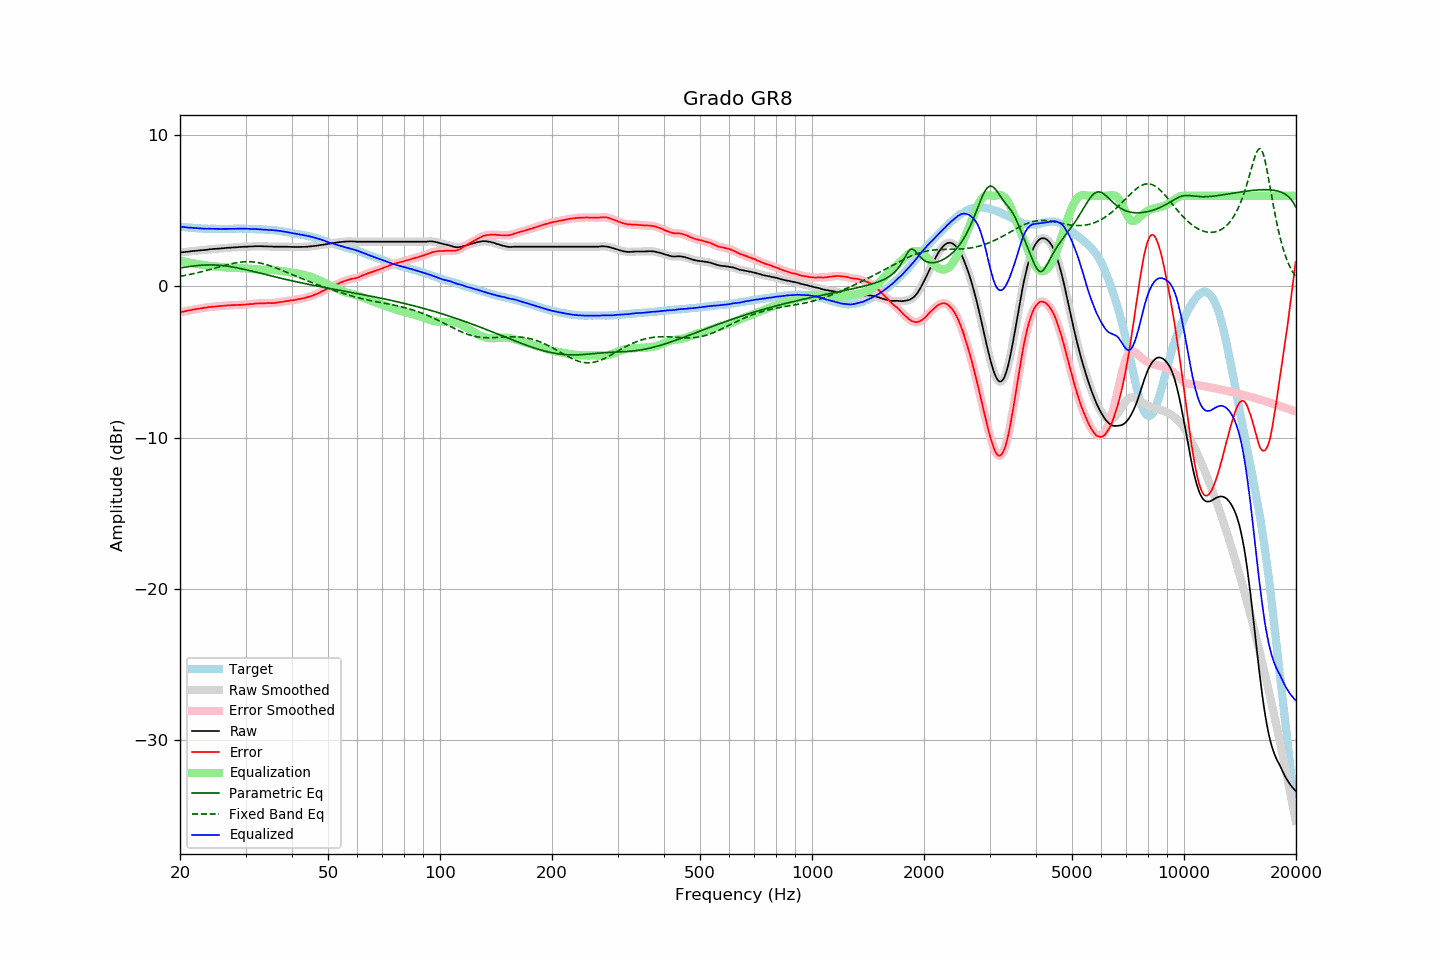 Grado GR8
Amplitude (dBr)
10
0
−10
−20
−30
Target
Raw Smoothed
Error Smoothed
Raw
Error
Equalization
Parametric Eq
Fixed Band Eq
Equalized
20 50 100 200 500 1000 2000 5000 10000 20000
Frequency (Hz)